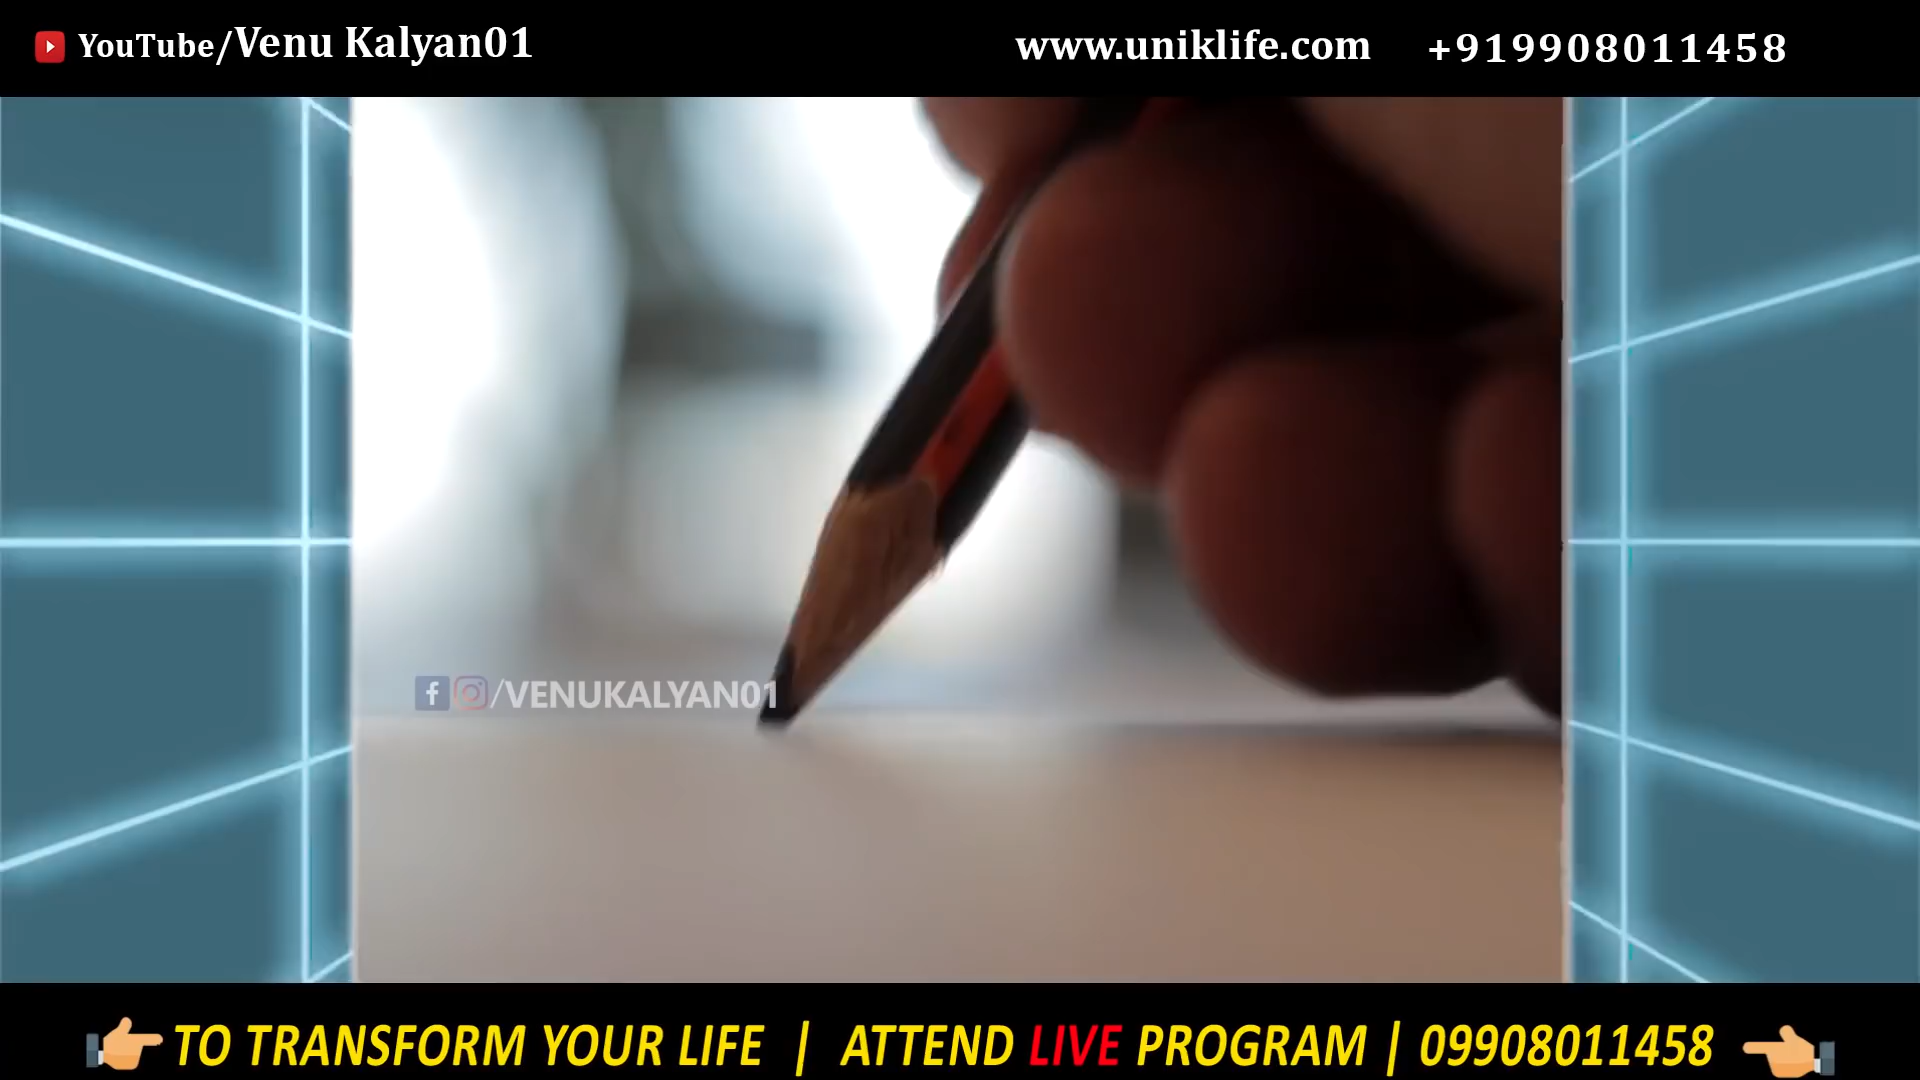 YouTube/Venu Kalyan01
www.uniklife.com
+919908011458
/VENUKALYAN01
TO TRANSFORM YOUR LIFE | ATTEND LIVE PROGRAM | 09908011458